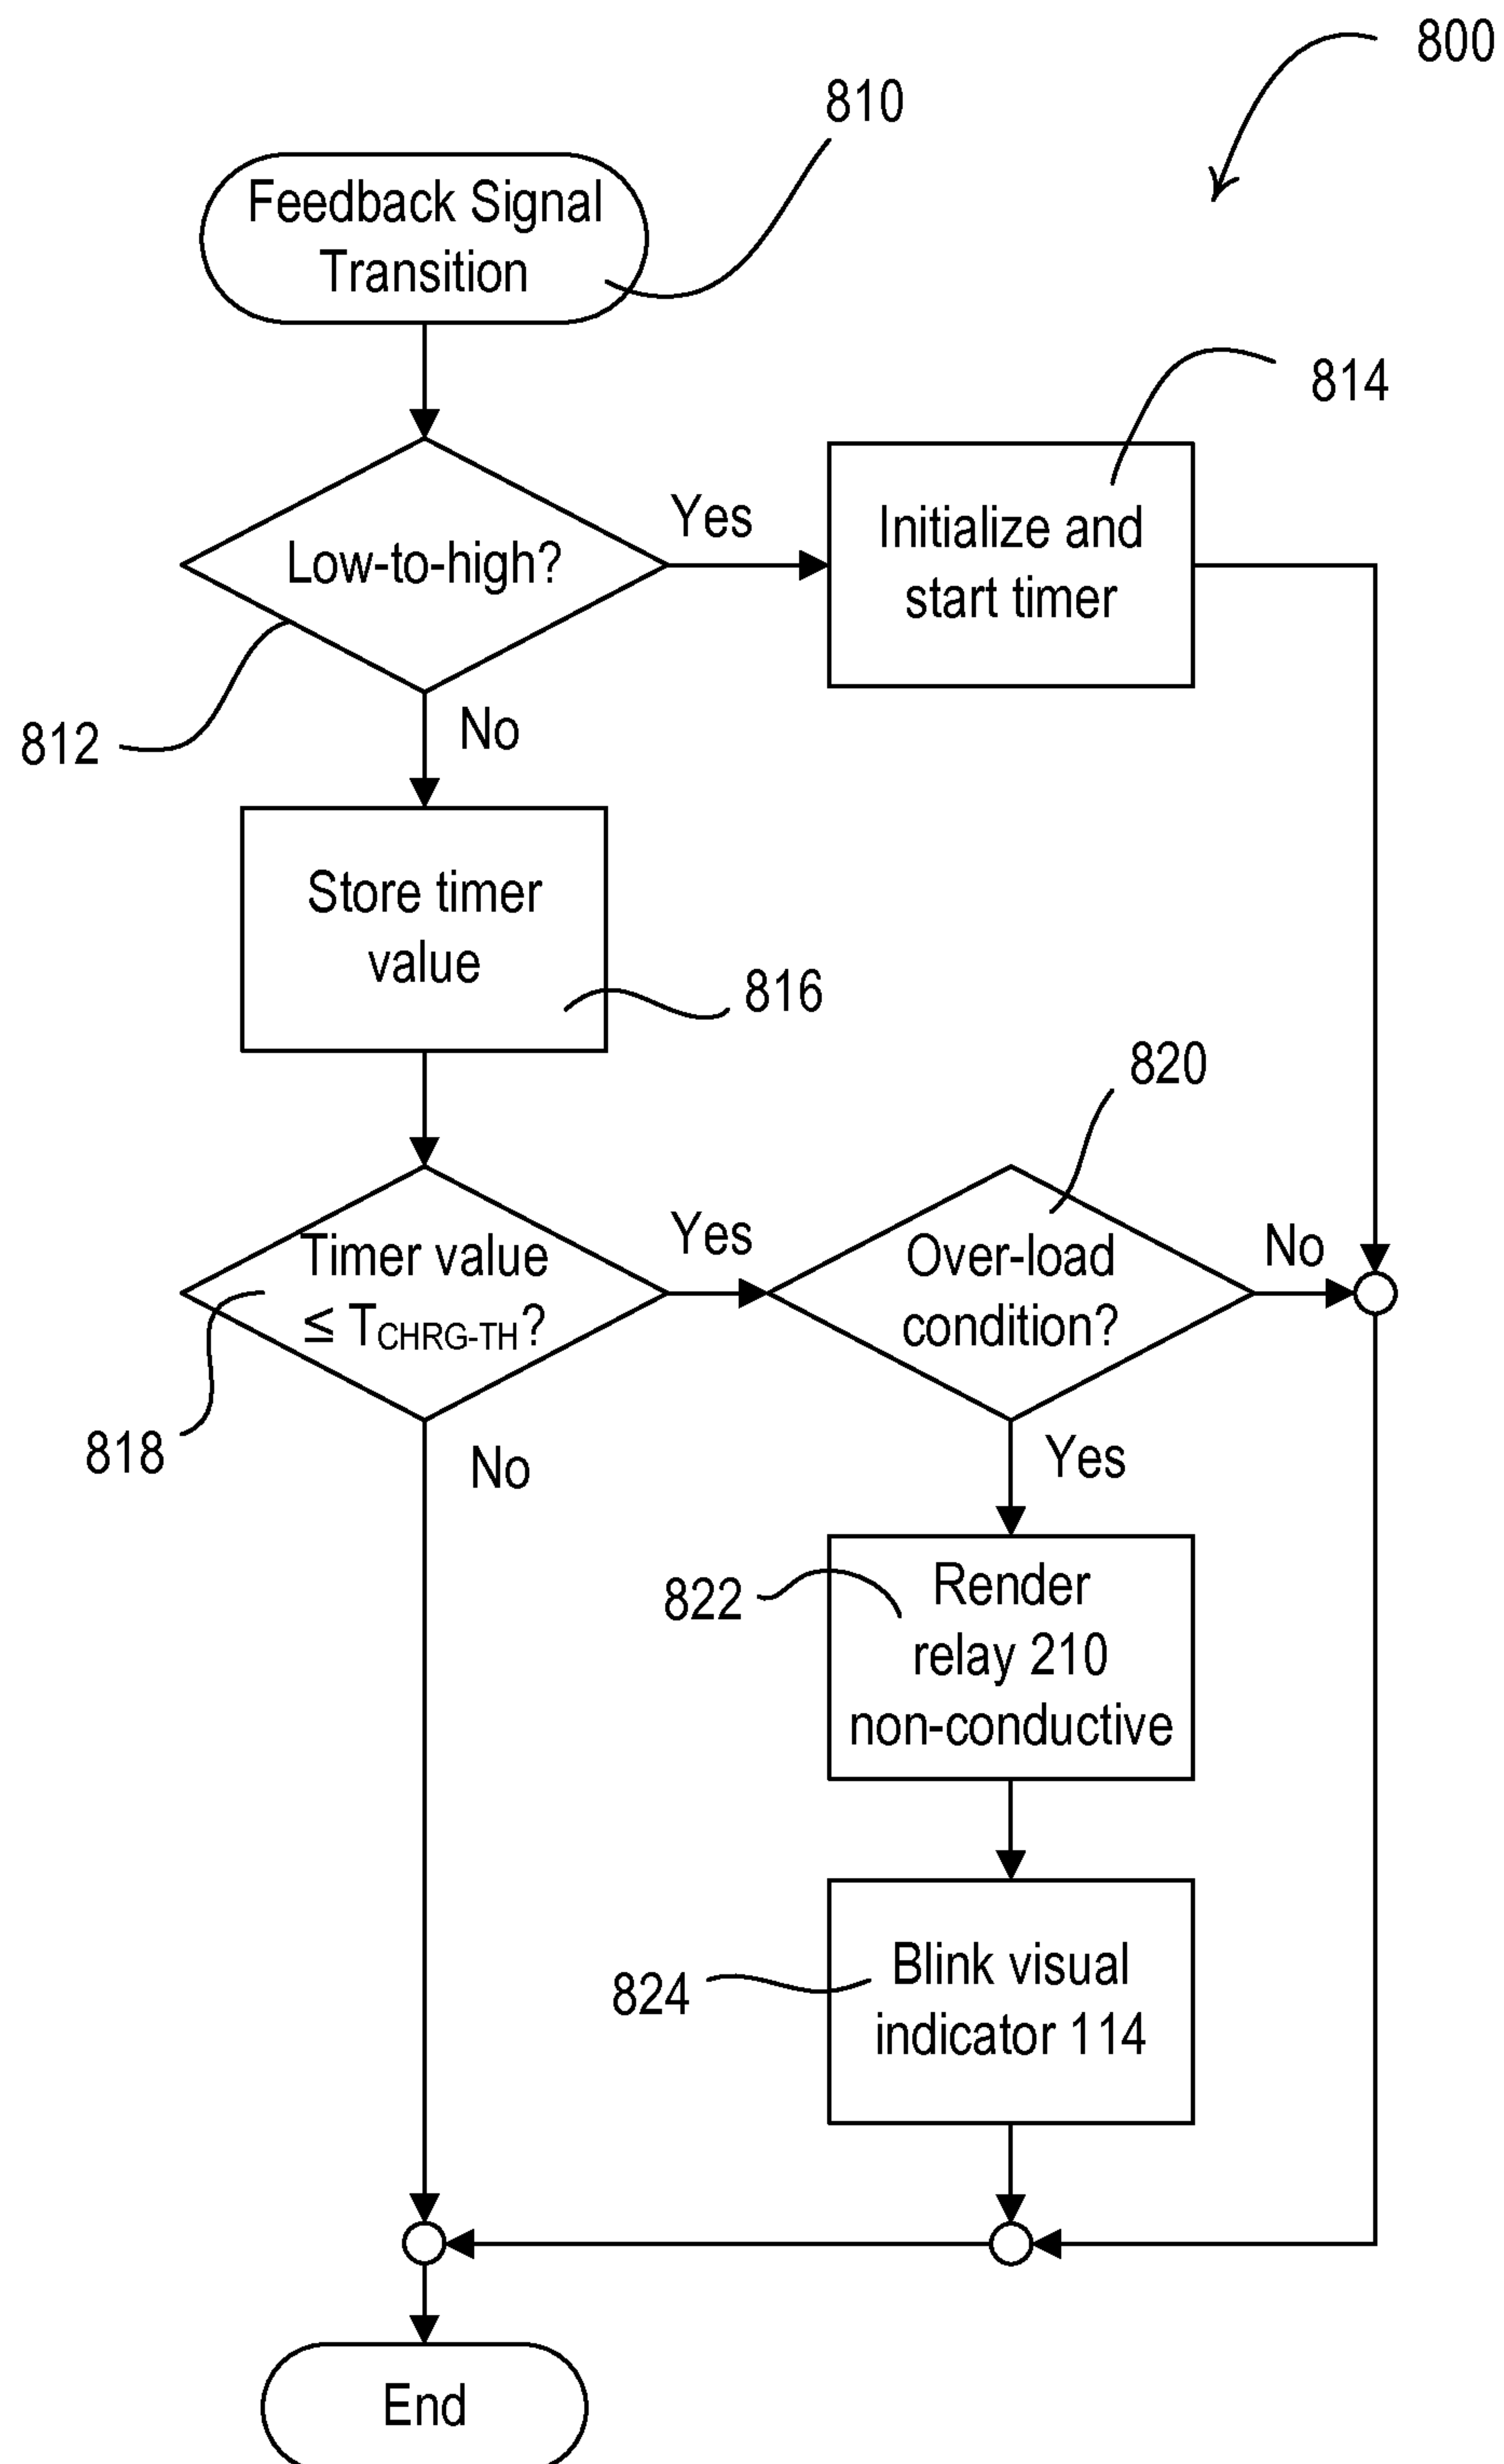 800
810
Feedback Signal
Transition
814
Low-to-high?
Yes
Initialize and
start timer
812
No
Store timer
value
816
820
Timer value
≤ TCHRG-TH?
Yes
Over-load
condition?
No
818
No
Yes
822
Render
relay 210
non-conductive
824
Blink visual
indicator 114
End